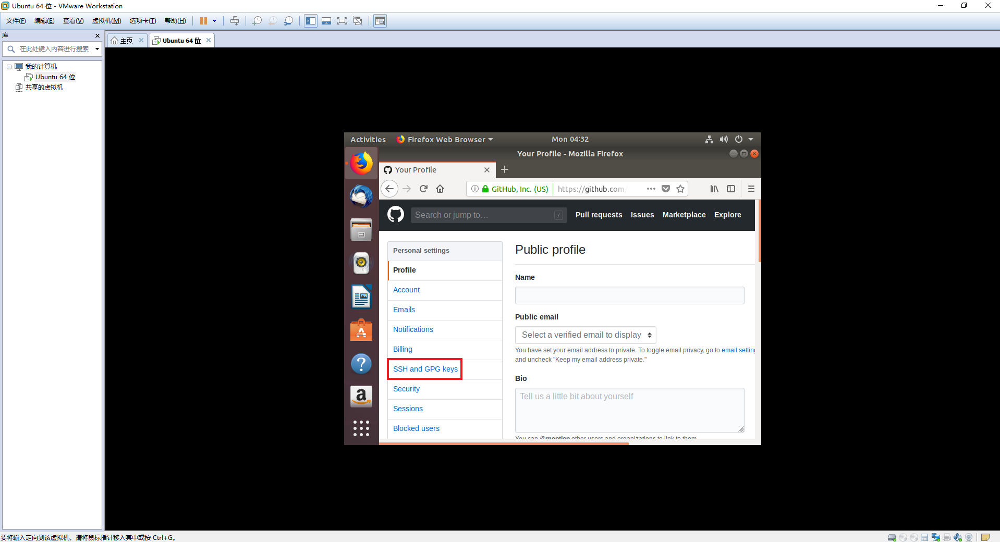 Ubuntu 64 位 - VMware Workstation
文件(F) 编辑(E) 查看(V) 虚拟机(M) 选项卡(T) 帮助(H)
库
在此处键入内容进行搜索
我的计算机
Ubuntu 64 位
共享的虚拟机
主页
Ubuntu 64 位
Activities
Firefox Web Browser
Mon 04:32
Your Profile - Mozilla Firefox
Your Profile
GitHub, Inc. (US)
https://github.com/
Search or jump to…
/
Pull requests
Issues
Marketplace
Explore
Personal settings
Profile
Account
Emails
Notifications
Billing
SSH and GPG keys
Security
Sessions
Blocked users
Public profile
Name
Public email
Select a verified email to display
You have set your email address to private. To toggle email privacy, go to email setting
and uncheck "Keep my email address private."
Bio
Tell us a little bit about yourself
You can @mention other users and organizations to link to them.
要将输入定向到该虚拟机，请将鼠标指针移入其中或按 Ctrl+G。